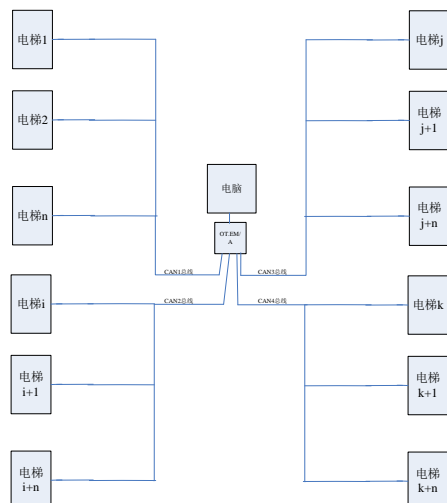 电梯1
电梯2
电梯n
电梯i
电梯
i+1
电梯
i+n
电脑
OT.EM/
A
CAN1总线
CAN3总线
CAN2总线
CAN4总线
电梯j
电梯
j+1
电梯
j+n
电梯k
电梯
k+1
电梯
k+n